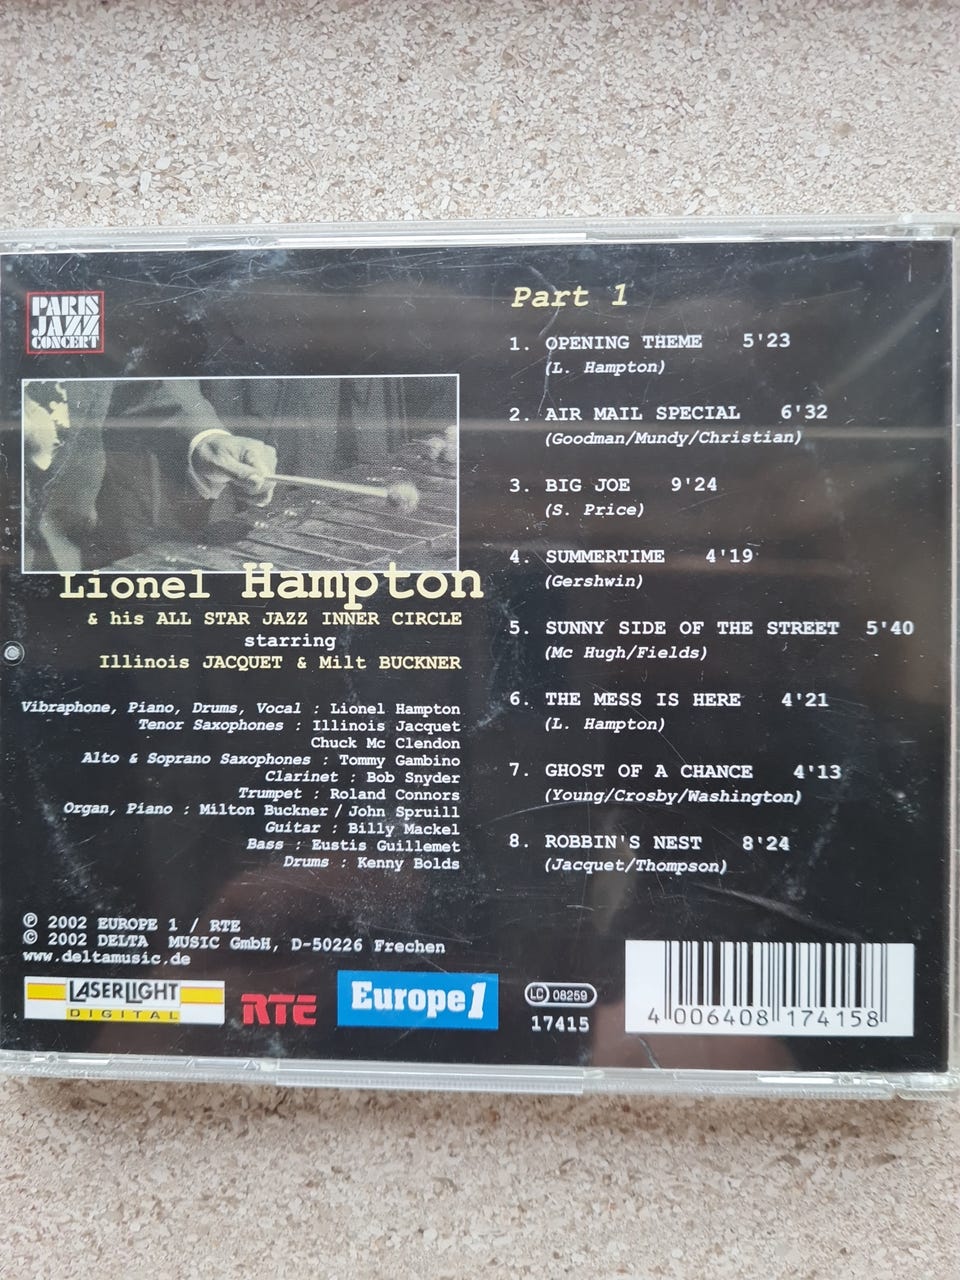 PARIS
JAZZ
CONCERT
Lionel Hampton
& his ALL STAR JAZZ INNER CIRCLE
starring
Illinois JACQUET & Milt BUCKNER
Vibraphone, Piano, Drums, Vocal : Lionel Hampton
Tenor Saxophones : Illinois Jacquet
Chuck Mc Clendon
Alto & Soprano Saxophones : Tommy Gambino
Clarinet : Bob Snyder
Trumpet : Roland Connors
Organ, Piano : Milton Buckner / John Spruill
Guitar : Billy Mackel
Bass : Eustis Guillemet
Drums : Kenny Bolds
Part 1
1. OPENING THEME 5'23
(L. Hampton)
2. AIR MAIL SPECIAL 6'32
(Goodman/Mundy/Christian)
3. BIG JOE 9'24
(S. Price)
4. SUMMERTIME 4'19
(Gershwin)
5. SUNNY SIDE OF THE STREET 5'40
(Mc Hugh/Fields)
6. THE MESS IS HERE 4'21
(L. Hampton)
7. GHOST OF A CHANCE 4'13
(Young/Crosby/Washington)
8. ROBBIN'S NEST 8'24
(Jacquet/Thompson)
℗ 2002 EUROPE 1 / RTE
© 2002 DELTA MUSIC GmbH, D-50226 Frechen
www.deltamusic.de
LASERLIGHT
DIGITAL
RTE
Europe 1
LC 08259
17415
4 006408 174158